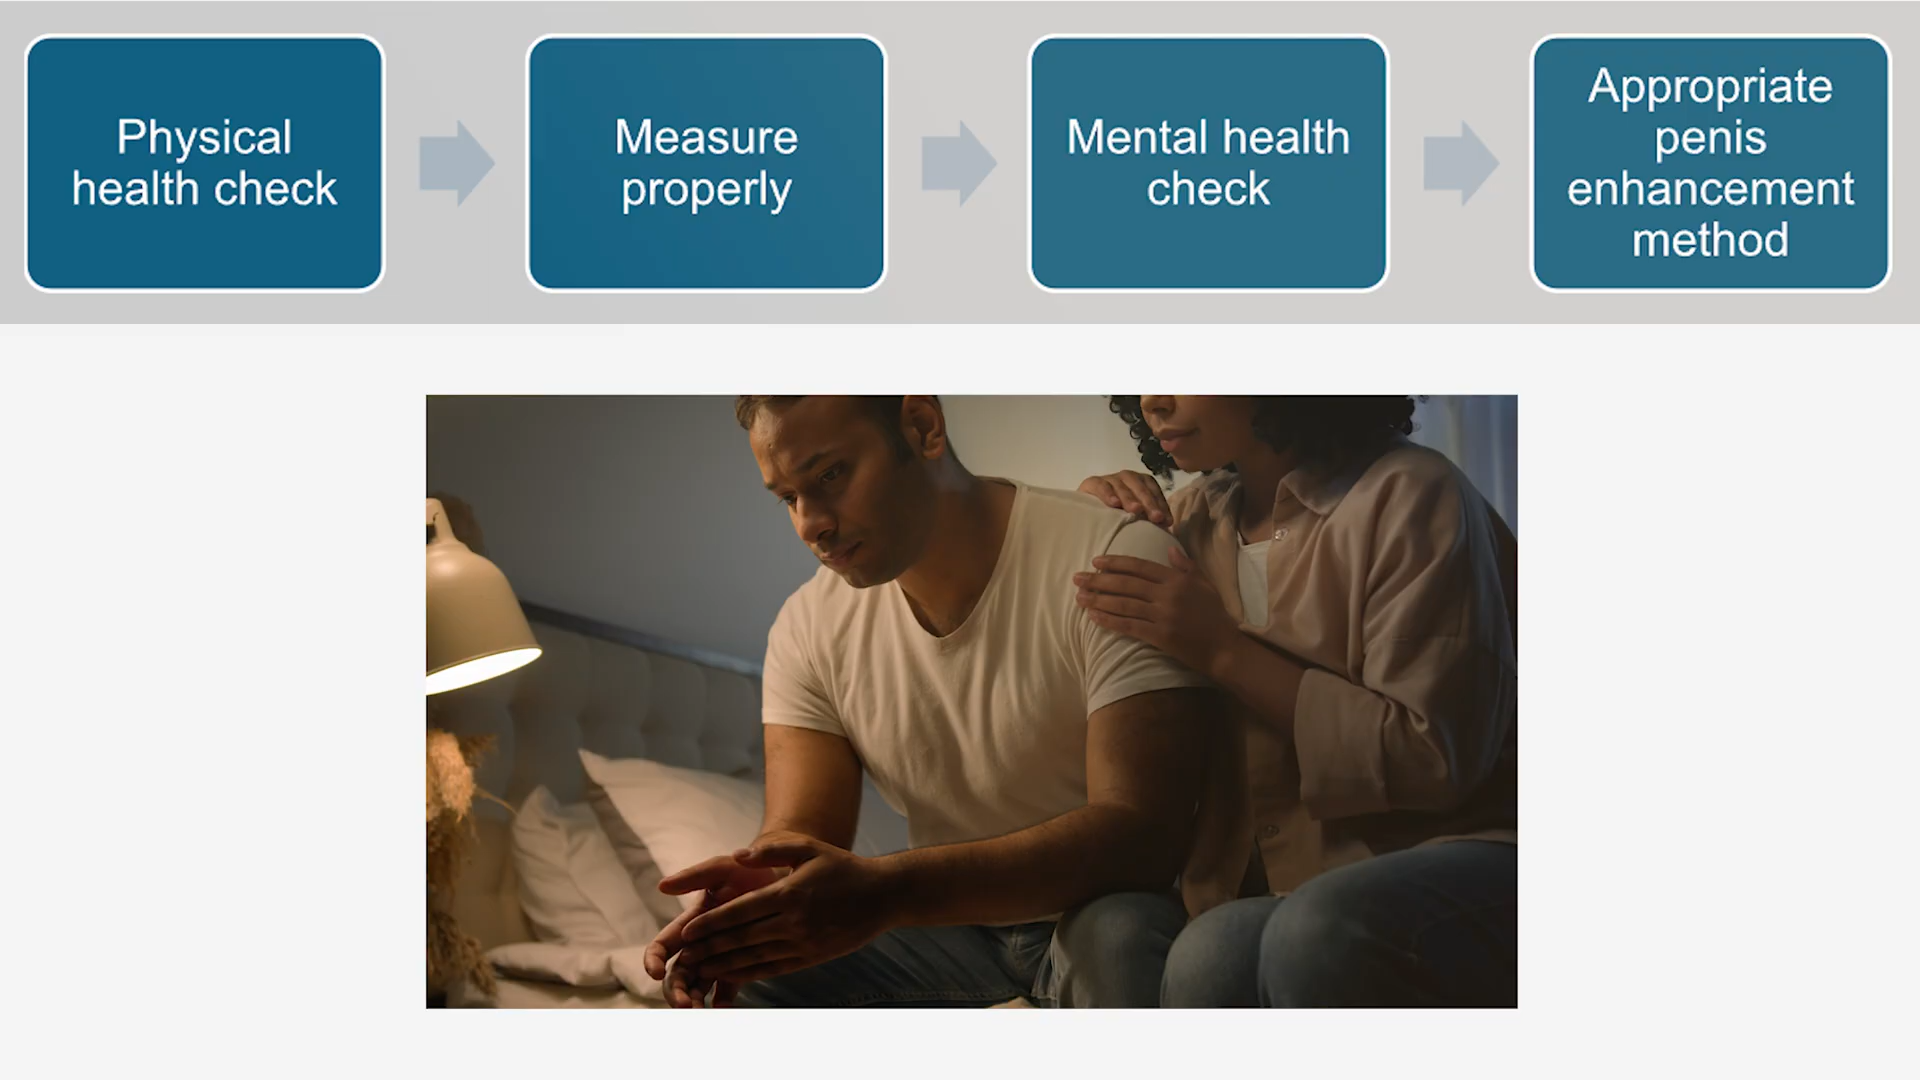 Physical
health check
Measure
properly
Mental health
check
Appropriate
penis
enhancement
method